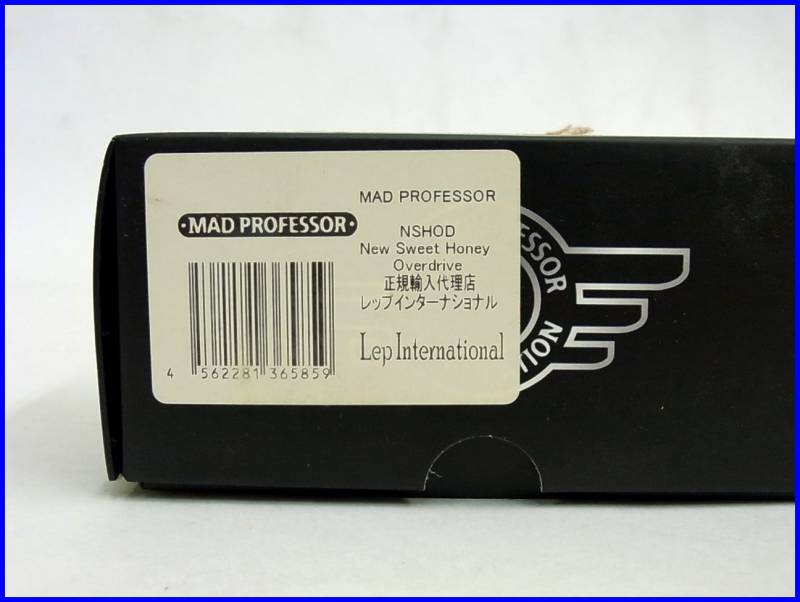 MAD PROFESSOR
4 562281 365859
MAD PROFESSOR
NSHOD
New Sweet Honey
Overdrive
正規輸入代理店
レップインターナショナル
Lep International